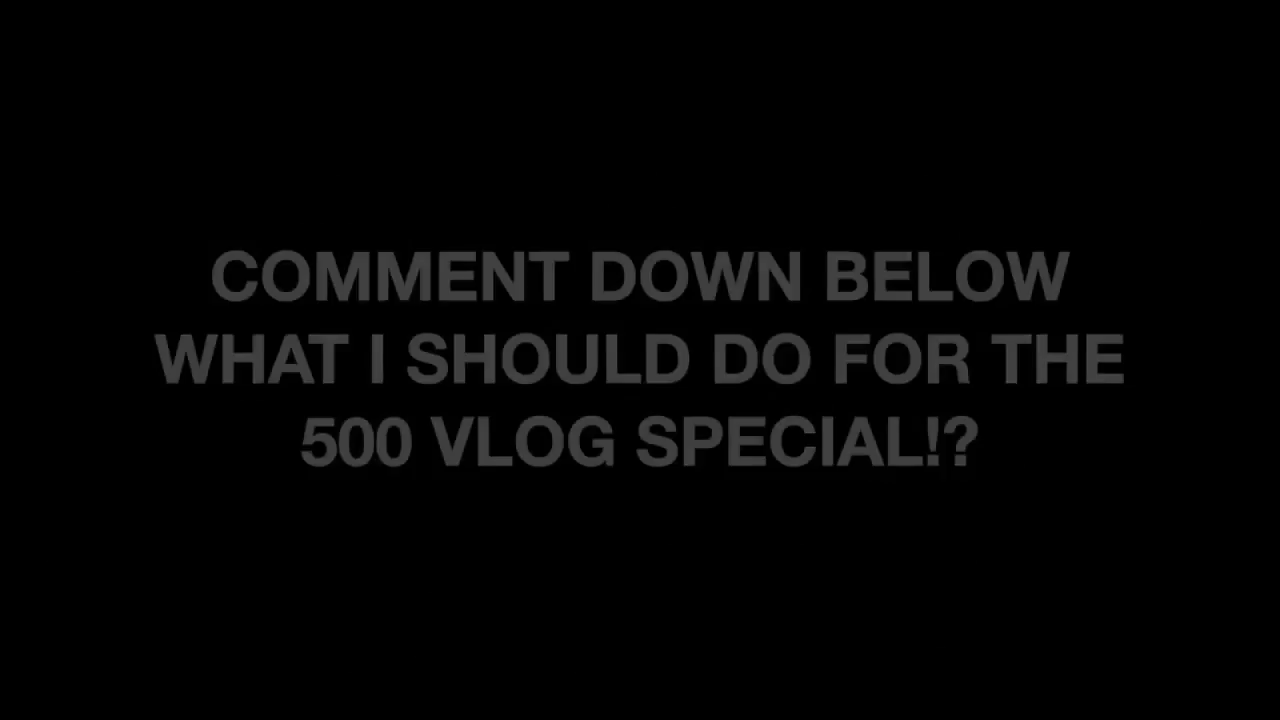 COMMENT DOWN BELOW
WHAT I SHOULD DO FOR THE
500 VLOG SPECIAL!?